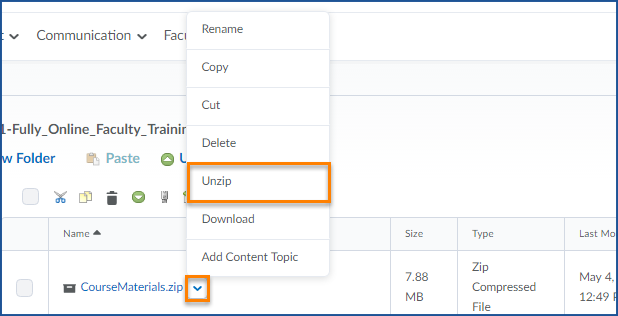 Communication Facu
1-Fully_Online_Faculty_Trainin
w Folder Paste U
Rename
Copy
Cut
Delete
Unzip
Download
Add Content Topic
Name Size Type Last Mo
CourseMaterials.zip 7.88 MB Zip Compressed File May 4, 12:49 P